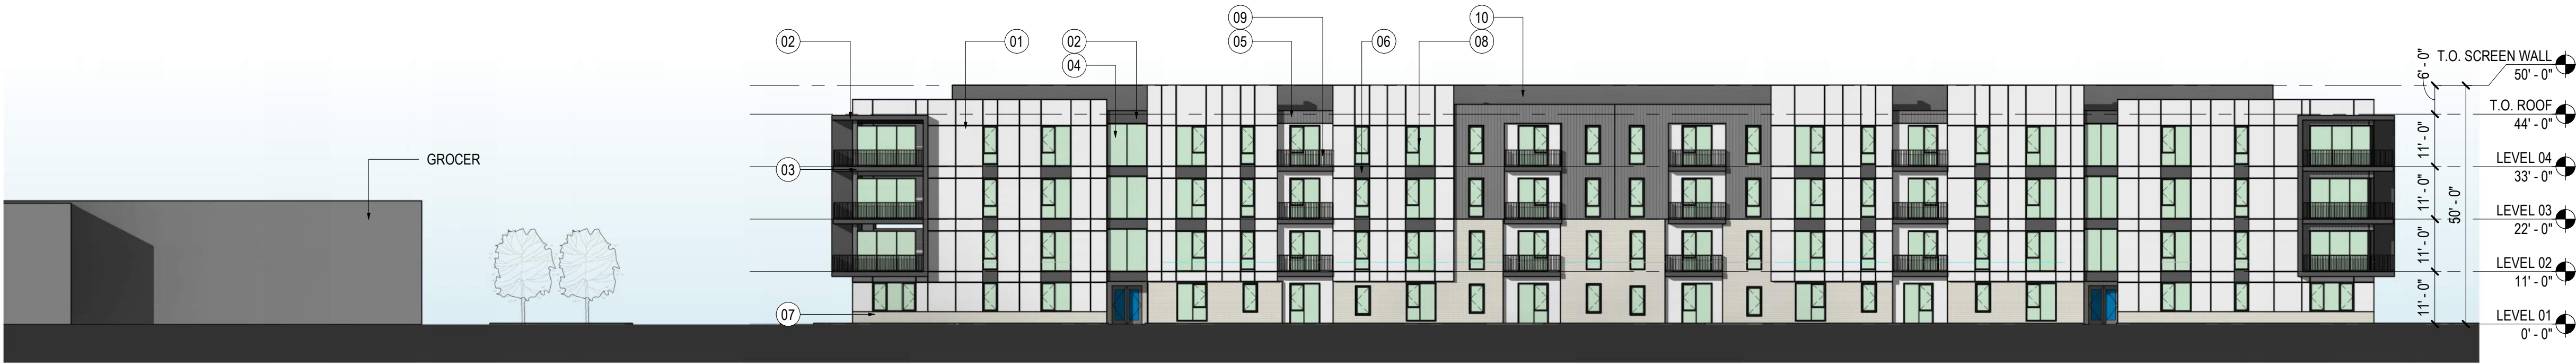 09
10
02
01
02
05
06
08
04
GROCER
03
07
6' - 0"
T.O. SCREEN WALL
50' - 0"
T.O. ROOF
44' - 0"
11' - 0"
LEVEL 04
33' - 0"
11' - 0"
50' - 0"
LEVEL 03
22' - 0"
11' - 0"
LEVEL 02
11' - 0"
11' - 0"
LEVEL 01
0' - 0"